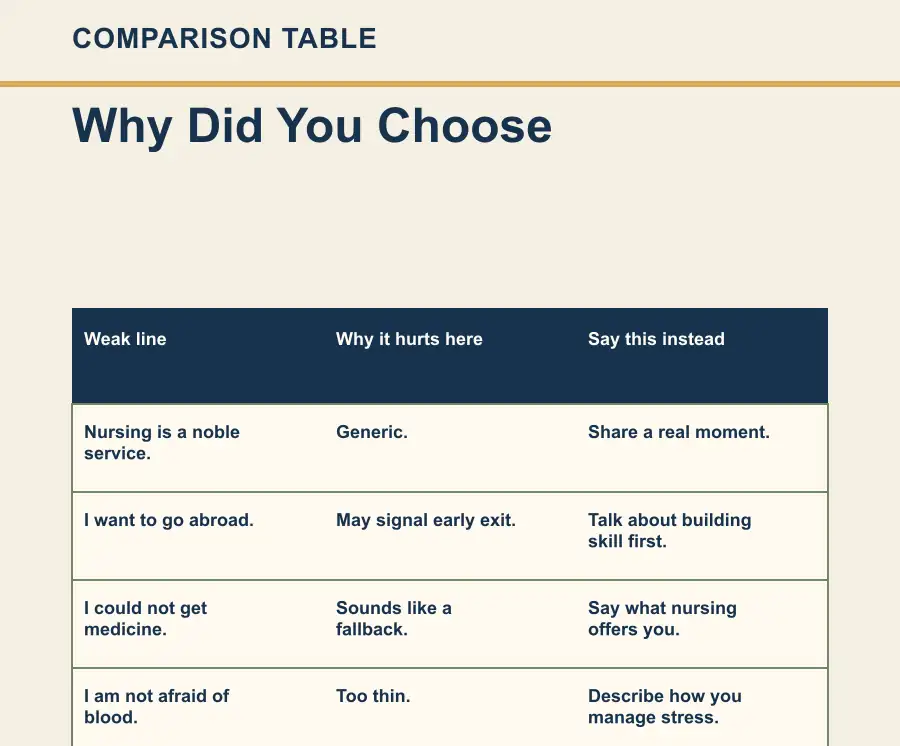 COMPARISON TABLE
Why Did You Choose
Weak line
Why it hurts here
Say this instead
Nursing is a noble
service.
Generic.
Share a real moment.
I want to go abroad.
May signal early exit.
Talk about building
skill first.
I could not get
medicine.
Sounds like a
fallback.
Say what nursing
offers you.
I am not afraid of
blood.
Too thin.
Describe how you
manage stress.